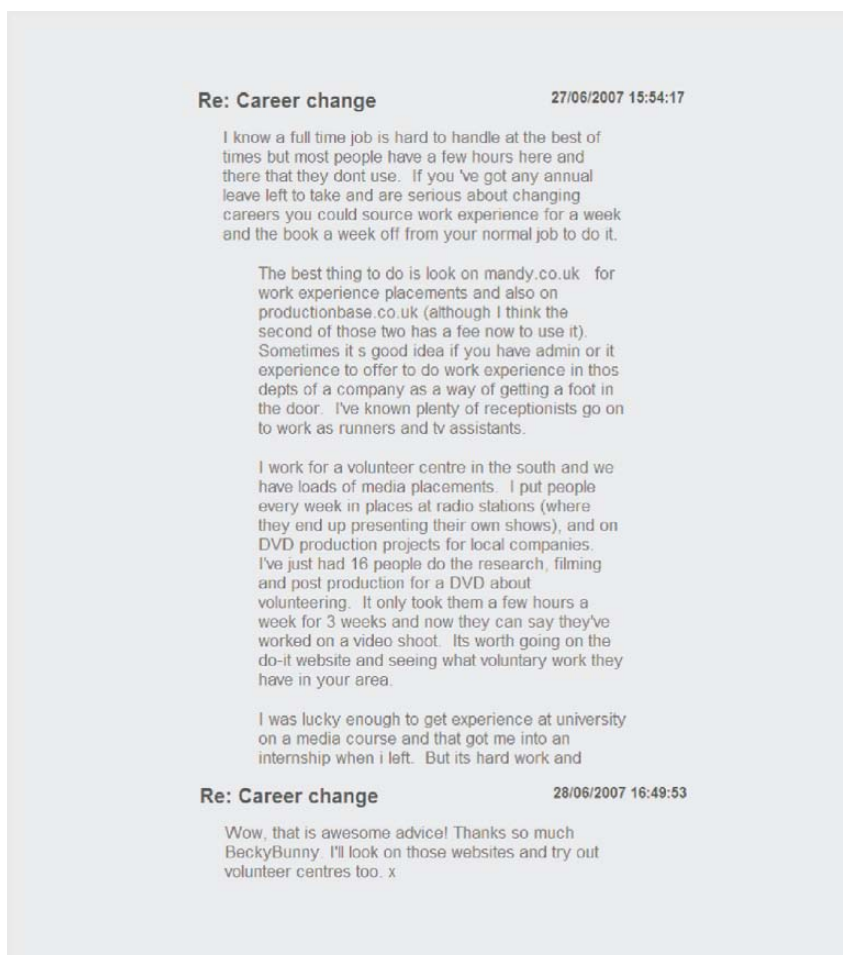 Re: Career change 27/06/2007 15:54:17
I know a full time job is hard to handle at the best of
times but most people have a few hours here and
there that they dont use.  If you 've got any annual
leave left to take and are serious about changing
careers you could source work experience for a week
and the book a week off from your normal job to do it.
The best thing to do is look on mandy.co.uk   for
work experience placements and also on
productionbase.co.uk (although I think the
second of those two has a fee now to use it).
Sometimes it s good idea if you have admin or it
experience to offer to do work experience in thos
depts of a company as a way of getting a foot in
the door.  I've known plenty of receptionists go on
to work as runners and tv assistants.
I work for a volunteer centre in the south and we
have loads of media placements.  I put people
every week in places at radio stations (where
they end up presenting their own shows), and on
DVD production projects for local companies.
I've just had 16 people do the research, filming
and post production for a DVD about
volunteering.  It only took them a few hours a
week for 3 weeks and now they can say they've
worked on a video shoot.  Its worth going on the
do-it website and seeing what voluntary work they
have in your area.
I was lucky enough to get experience at university
on a media course and that got me into an
internship when i left.  But its hard work and
Re: Career change 28/06/2007 16:49:53
Wow, that is awesome advice! Thanks so much
BeckyBunny. I'll look on those websites and try out
volunteer centres too. x